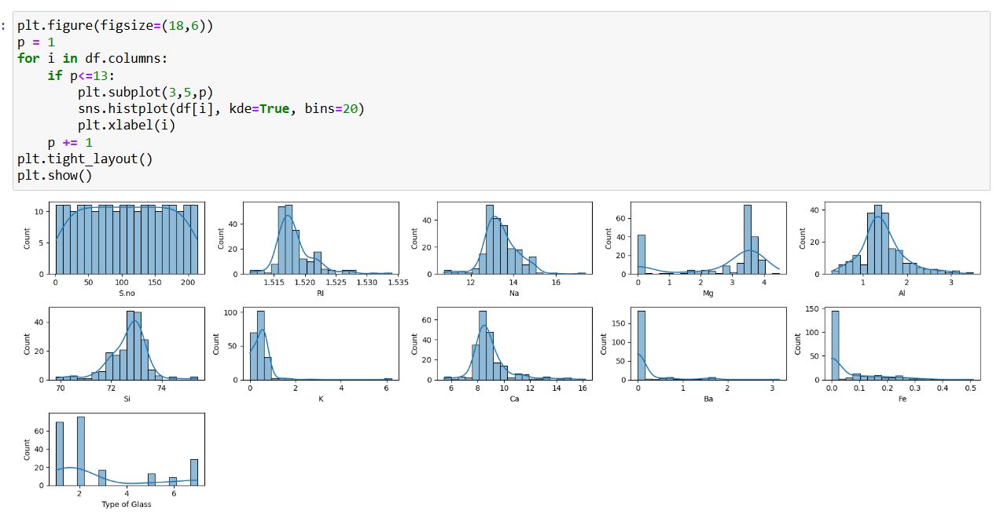 : plt.figure(figsize=(18,6))
p = 1
for i in df.columns:
    if p<=13:
        plt.subplot(3,5,p)
        sns.histplot(df[i], kde=True, bins=20)
        plt.xlabel(i)
    p += 1
plt.tight_layout()
plt.show()
Count
10
5
0
0 50 100 150 200
S.no
Count
40
20
0
1.515 1.520 1.525 1.530 1.535
RI
Count
40
20
0
12 14 16
Na
Count
60
40
20
0
0 1 2 3 4
Mg
Count
40
20
0
1 2 3
Al
Count
40
20
0
70 72 74
Si
Count
100
50
0
0 2 4 6
K
Count
60
40
20
0
6 8 10 12 14 16
Ca
Count
150
100
50
0
0 1 2 3
Ba
Count
150
100
50
0
0.0 0.1 0.2 0.3 0.4 0.5
Fe
Count
60
40
20
0
2 4 6
Type of Glass